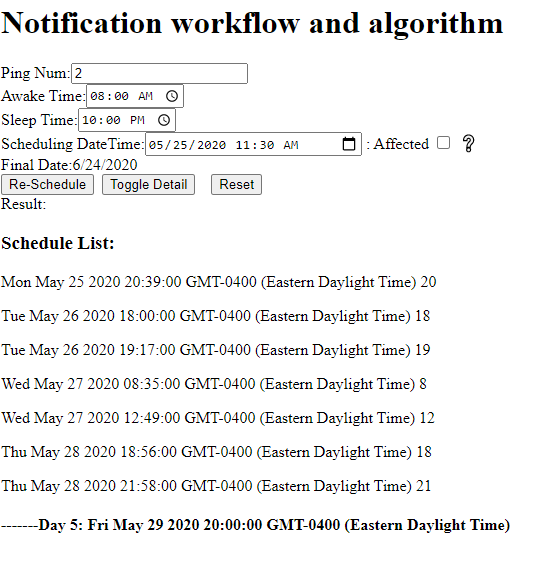 Notification workflow and algorithm
Ping Num:2
Awake Time:08:00 AM
Sleep Time:10:00 PM
Scheduling DateTime:05/25/2020 11:30 AM : Affected ?
Final Date:6/24/2020
Re-Schedule Toggle Detail Reset
Result:
Schedule List:
Mon May 25 2020 20:39:00 GMT-0400 (Eastern Daylight Time) 20
Tue May 26 2020 18:00:00 GMT-0400 (Eastern Daylight Time) 18
Tue May 26 2020 19:17:00 GMT-0400 (Eastern Daylight Time) 19
Wed May 27 2020 08:35:00 GMT-0400 (Eastern Daylight Time) 8
Wed May 27 2020 12:49:00 GMT-0400 (Eastern Daylight Time) 12
Thu May 28 2020 18:56:00 GMT-0400 (Eastern Daylight Time) 18
Thu May 28 2020 21:58:00 GMT-0400 (Eastern Daylight Time) 21
-------Day 5: Fri May 29 2020 20:00:00 GMT-0400 (Eastern Daylight Time)